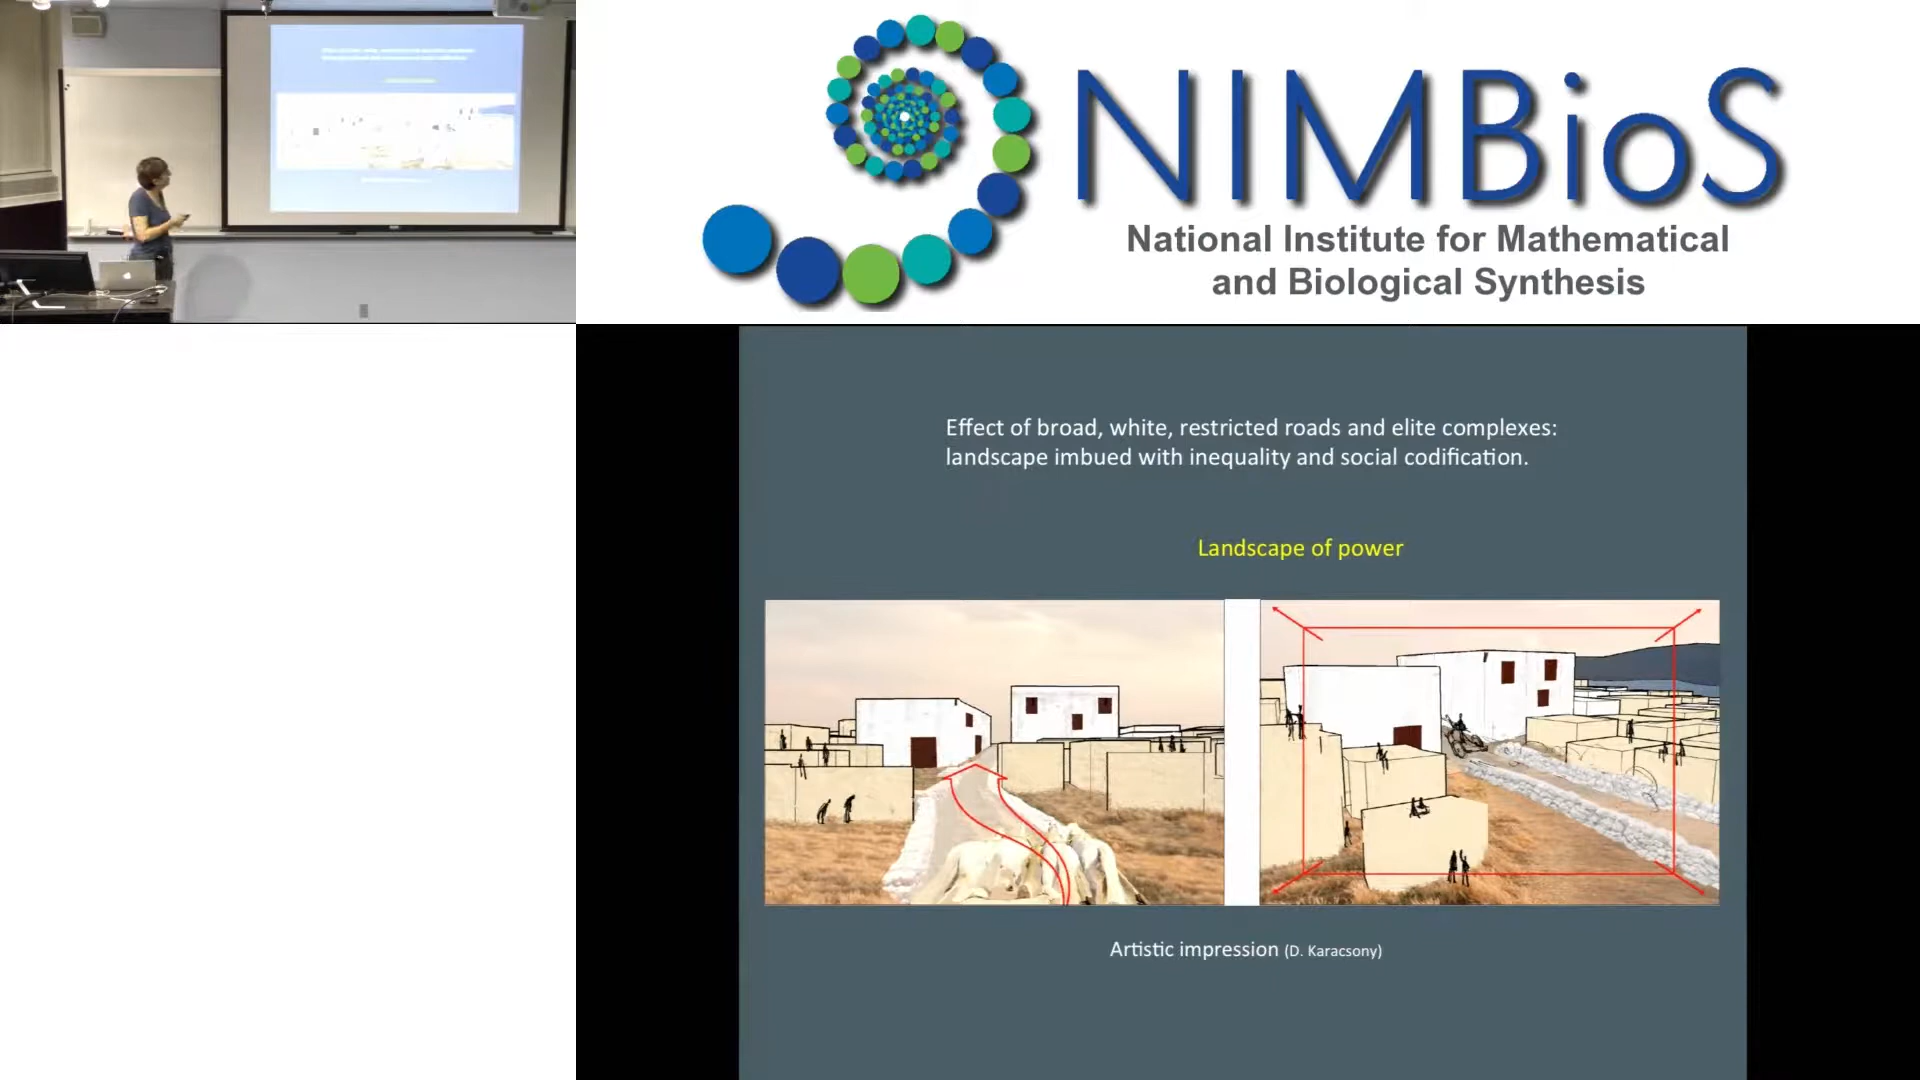 NIMBioS
National Institute for Mathematical
and Biological Synthesis
Effect of broad, white, restricted roads and elite complexes:
landscape imbued with inequality and social codification.
Landscape of power
Artistic impression (D. Karacsony)